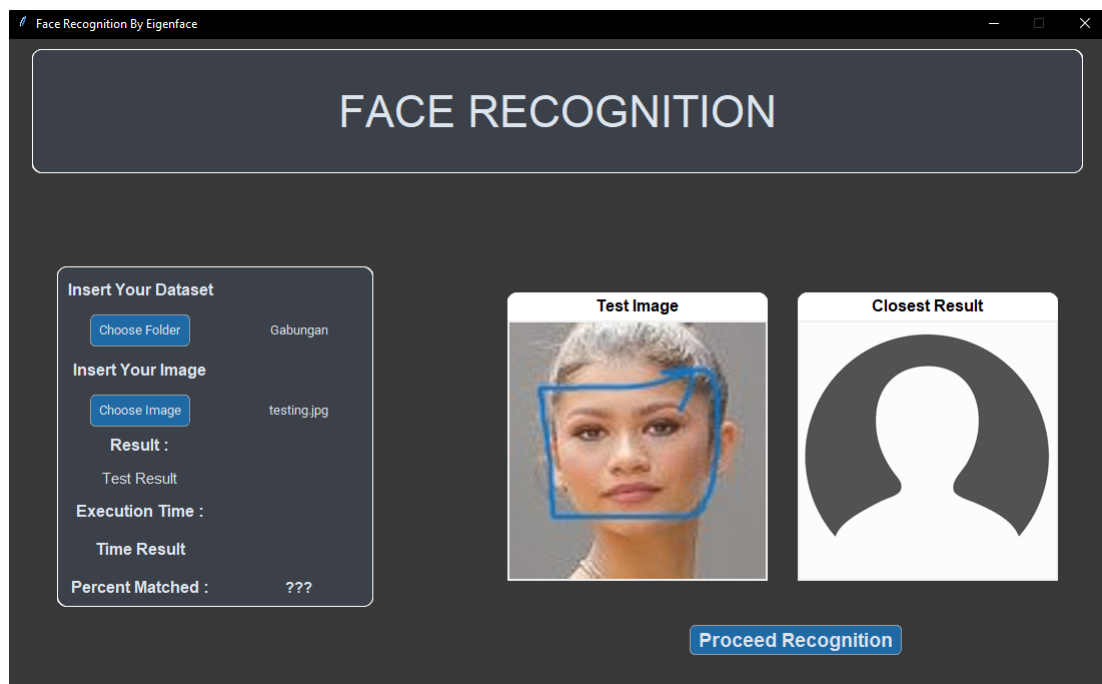 Face Recognition By Eigenface
FACE RECOGNITION
Insert Your Dataset
Choose Folder Gabungan
Insert Your Image
Choose Image testing.jpg
Result :
Test Result
Execution Time :
Time Result
Percent Matched : ???
Test Image
Closest Result
Proceed Recognition